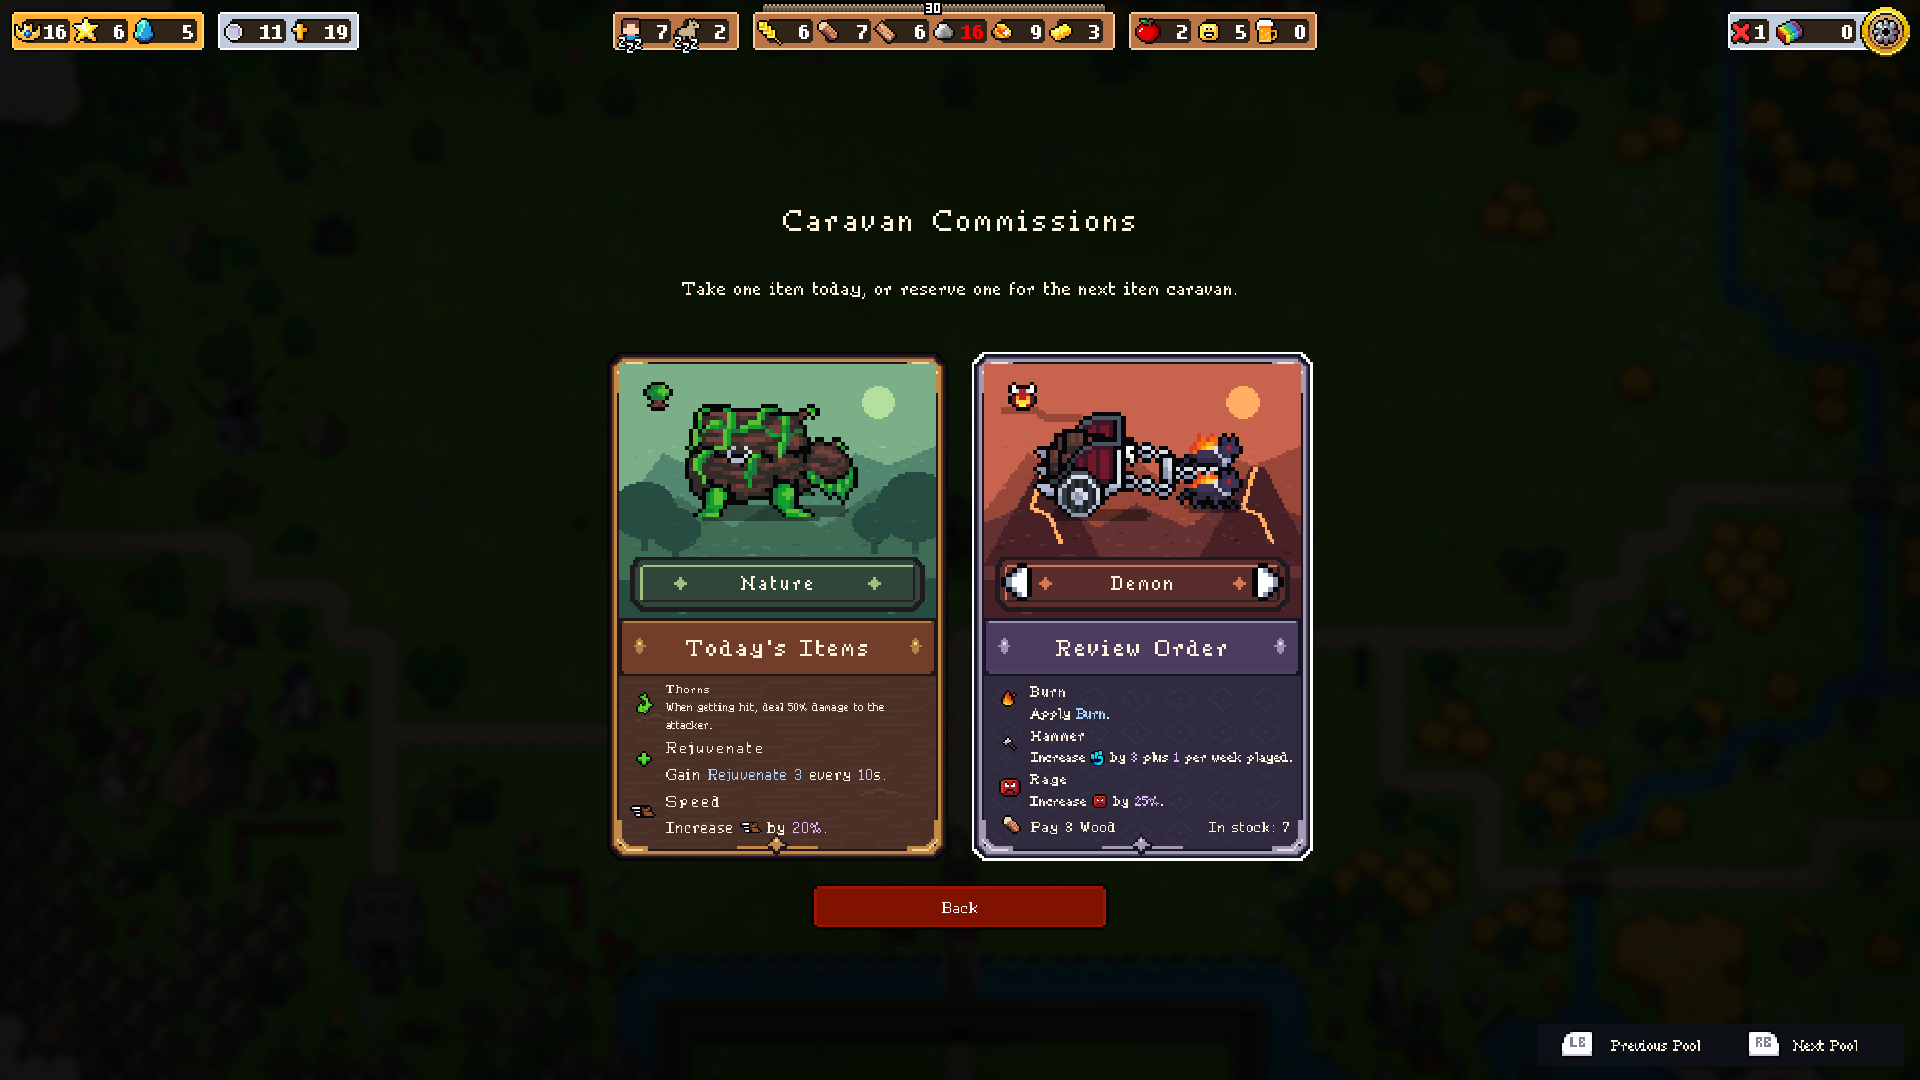 16 6 5 11 19 7 2 30 6 7 6 16 9 3 2 5 0 1 0
zzz zzz
Caravan Commissions
Take one item today, or reserve one for the next item caravan.
Nature
Today's Items
Thorns
When getting hit, deal 50% damage to the
attacker.
Rejuvenate
Gain Rejuvenate 3 every 10s.
Speed
Increase by 20%.
Demon
Review Order
Burn
Apply Burn.
Hammer
Increase by 3 plus 1 per week played.
Rage
Increase by 25%.
Pay 3 Wood In stock: 7
Back
LB Previous Pool RB Next Pool